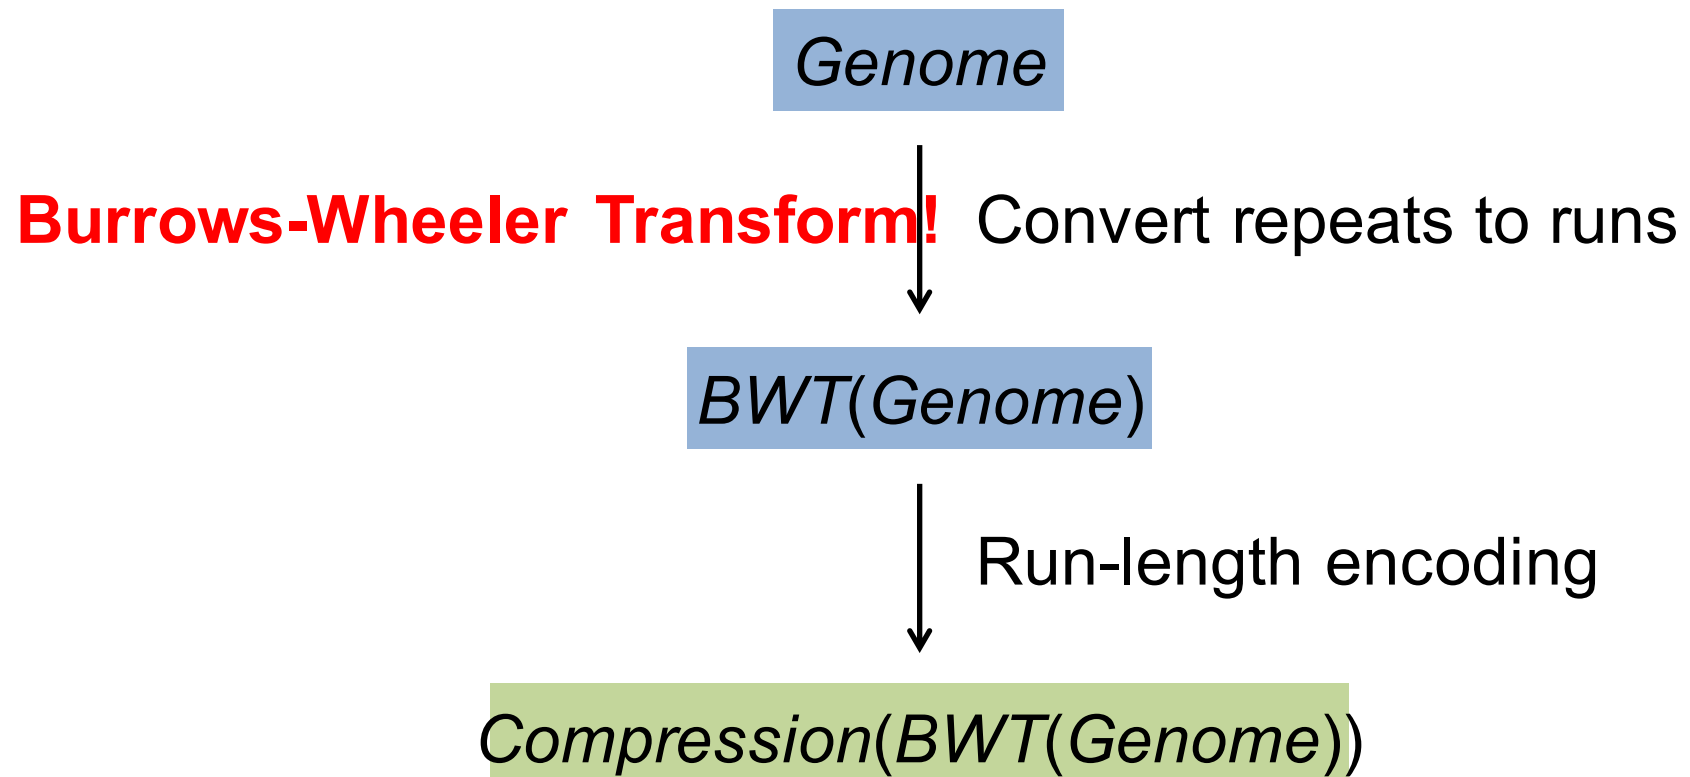 Genome
Burrows-Wheeler Transform! Convert repeats to runs
BWT(Genome)
Run-length encoding
Compression(BWT(Genome))